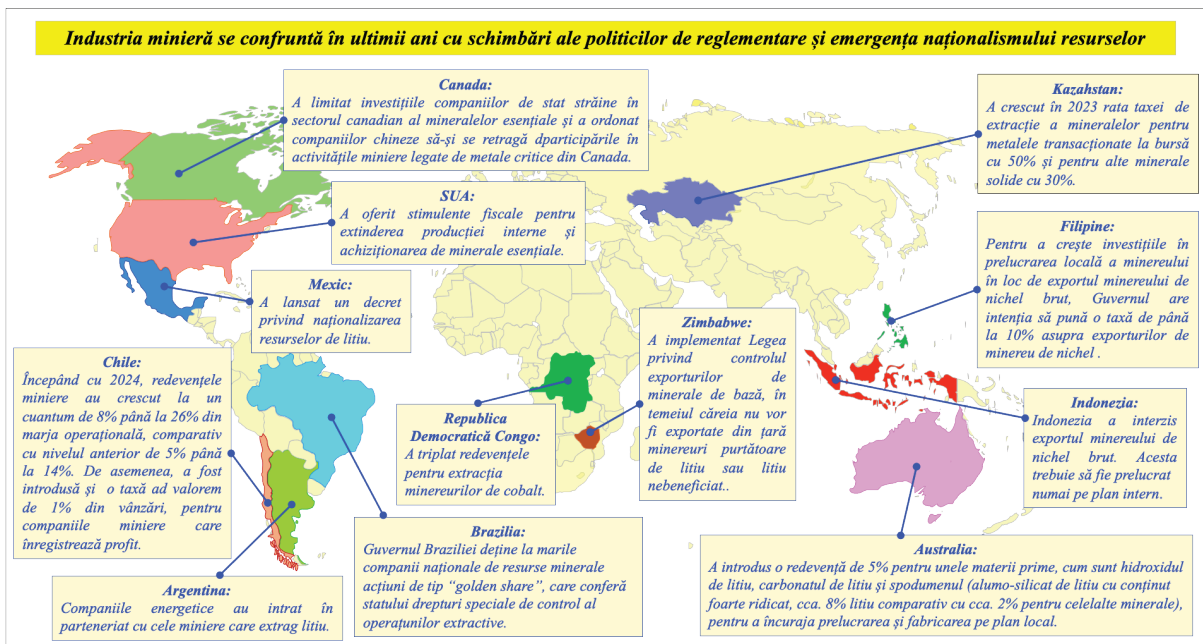 Industria minieră se confruntă în ultimii ani cu schimbări ale politicilor de reglementare și emergența naționalismului resurselor
Canada:
A limitat investițiile companiilor de stat străine în
sectorul canadian al mineralelor esențiale și a ordonat
companiilor chineze să-și se retragă dparticipările în
activitățile miniere legate de metale critice din Canada.
Kazahstan:
A crescut în 2023 rata taxei de
extracție a mineralelor pentru
metalele transacționate la bursă
cu 50% și pentru alte minerale
solide cu 30%.
SUA:
A oferit stimulente fiscale pentru
extinderea producției interne și
achiziționarea de minerale esențiale.
Filipine:
Pentru a crește investițiile în
prelucrarea locală a minereului
în loc de exportul minereului de
nichel brut, Guvernul are
intenția să pună o taxă de până
la 10% asupra exporturilor de
minereu de nichel .
Mexic:
A lansat un decret
privind naționalizarea
resurselor de litiu.
Zimbabwe:
A implementat Legea
privind controlul
exporturilor de
minerale de bază, în
temeiul căreia nu vor
fi exportate din țară
minereuri purtătoare
de litiu sau litiu
nebeneficiat..
Chile:
Începând cu 2024, redevențele
miniere au crescut la un
cuantum de 8% până la 26% din
marja operațională, comparativ
cu nivelul anterior de 5% până
la 14%. De asemenea, a fost
introdusă și o taxă ad valorem
de 1% din vânzări, pentru
companiile miniere care
înregistrează profit.
Republica
Democratică Congo:
A triplat redevențele
pentru extracția
minereurilor de cobalt.
Indonezia:
Indonezia a interzis
exportul minereului de
nichel brut. Acesta
trebuie să fie prelucrat
numai pe plan intern.
Brazilia:
Guvernul Braziliei deține la marile
companii naționale de resurse minerale
acțiuni de tip “golden share”, care conferă
statului drepturi speciale de control al
operațunilor extractive.
Argentina:
Companiile energetice au intrat în
parteneriat cu cele miniere care extrag litiu.
Australia:
A introdus o redevență de 5% pentru unele materii prime, cum sunt hidroxidul
de litiu, carbonatul de litiu și spodumenul (alumo-silicat de litiu cu conținut
foarte ridicat, cca. 8% litiu comparativ cu cca. 2% pentru celelalte minerale),
pentru a încuraja prelucrarea și fabricarea pe plan local.